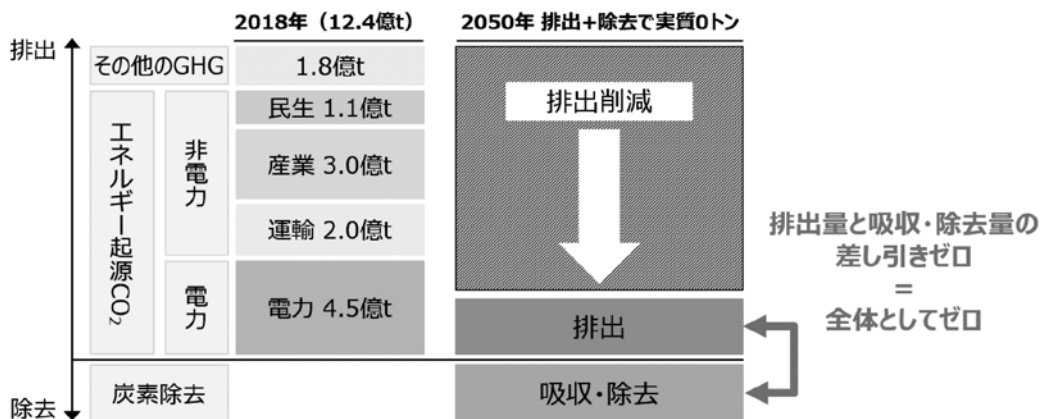 2018年（12.4億t）
2050年 排出+除去で実質0トン
排出
その他のGHG
1.8億t
エネルギー起源CO₂
非電力
民生 1.1億t
産業 3.0億t
運輸 2.0億t
電力
電力 4.5億t
排出削減
排出
排出量と吸収・除去量の
差し引きゼロ
=
全体としてゼロ
除去
炭素除去
吸収・除去